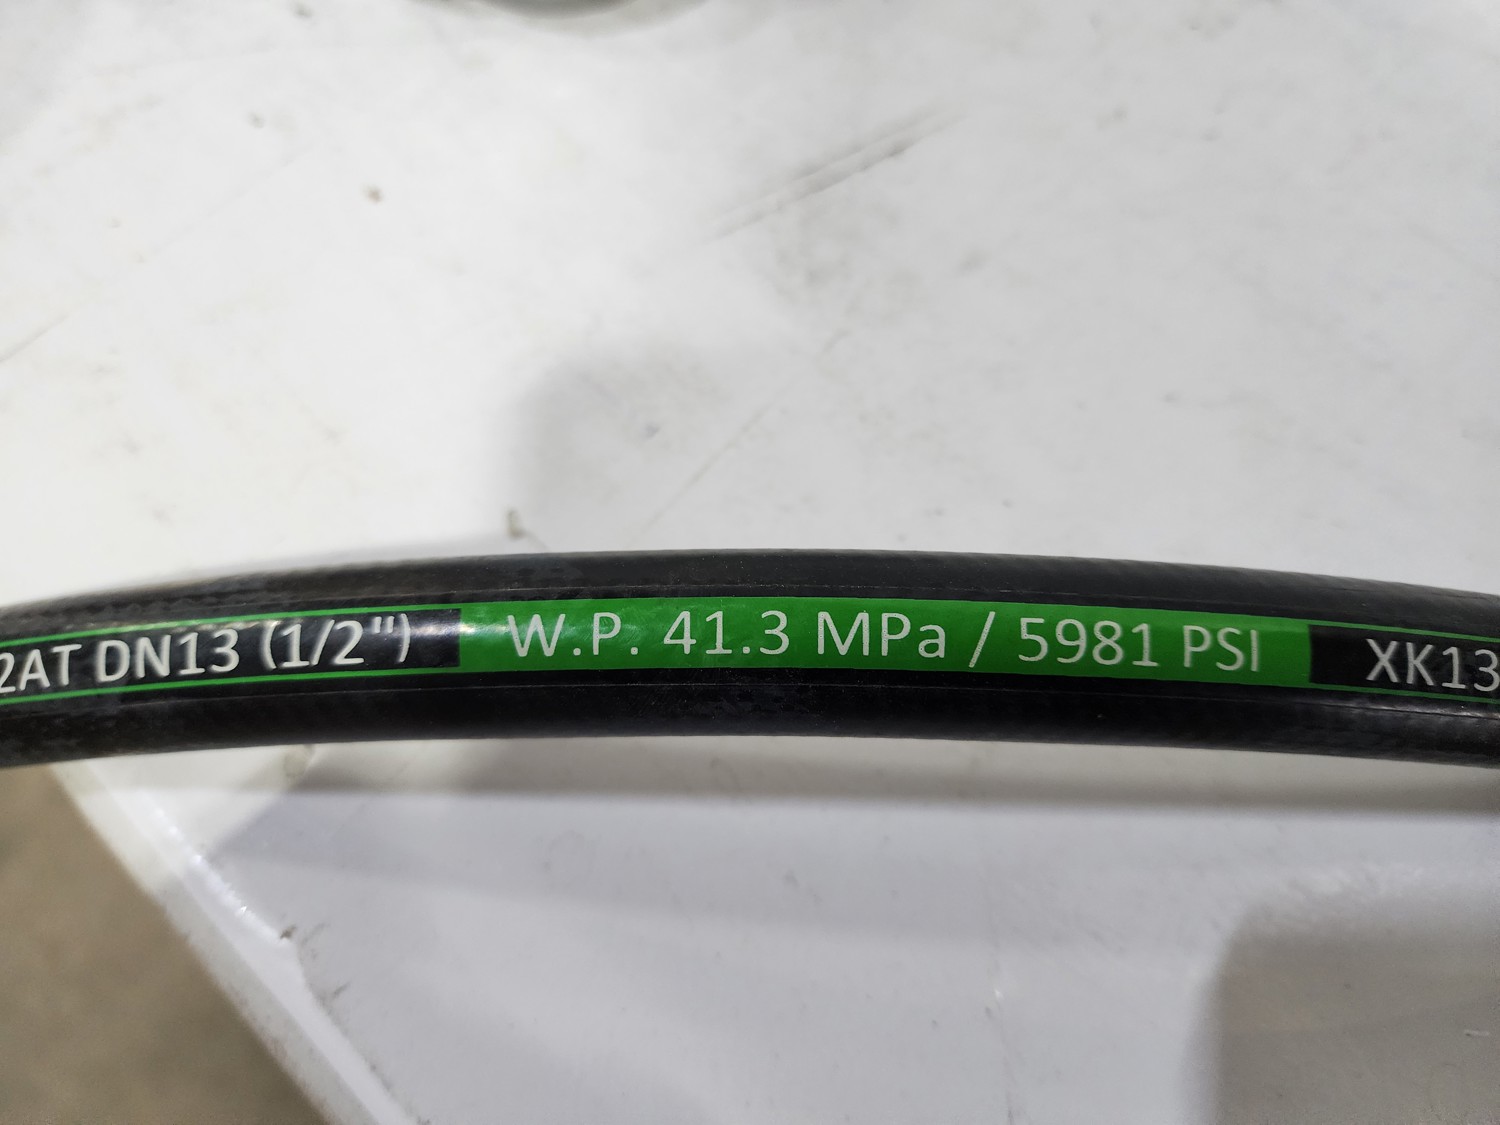 2AT DN13 (1/2") W.P. 41.3 MPa / 5981 PSI XK13